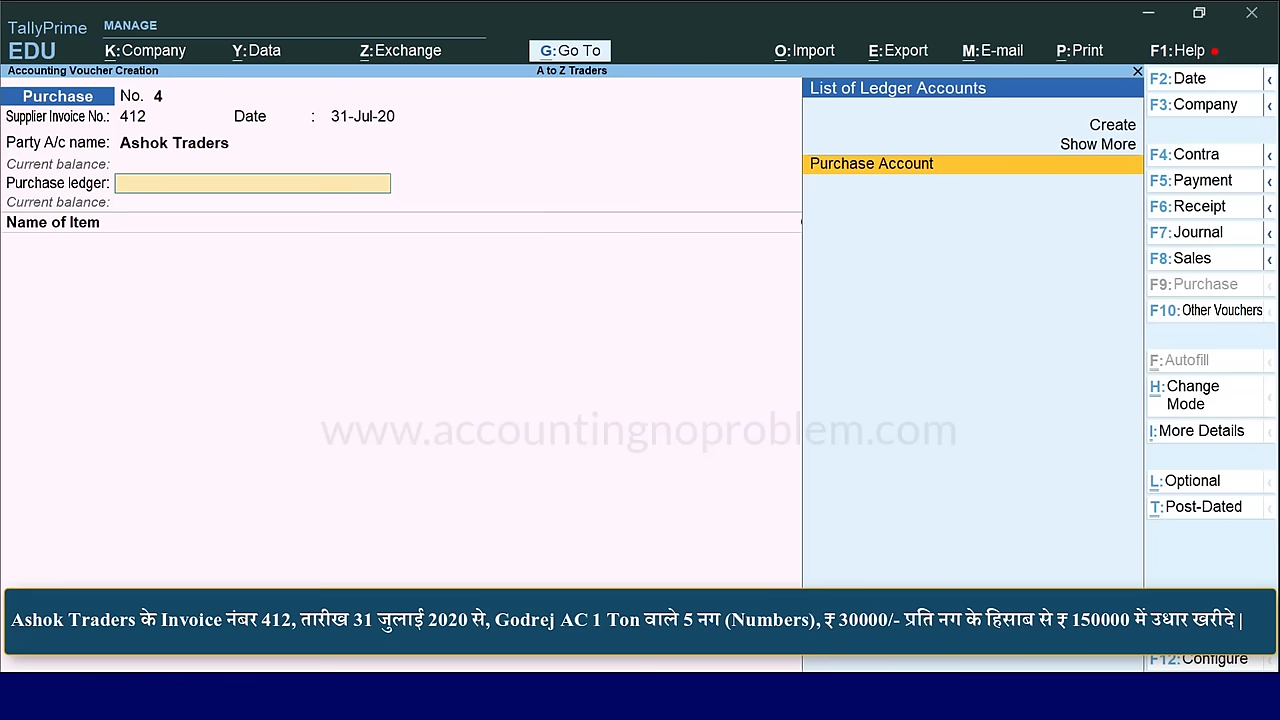 TallyPrime
MANAGE
EDU
K:Company
Y:Data
Z:Exchange
G:Go To
O:Import
E:Export
M:E-mail
P:Print
F1:Help
Accounting Voucher Creation
A to Z Traders
Purchase No. 4
Supplier Invoice No.: 412 Date : 31-Jul-20
Party A/c name: Ashok Traders
Current balance:
Purchase ledger:
Current balance:
Name of Item
List of Ledger Accounts
Create
Show More
Purchase Account
F2:Date
F3:Company
F4:Contra
F5:Payment
F6:Receipt
F7:Journal
F8:Sales
F9:Purchase
F10:Other Vouchers
F:Autofill
H:Change
Mode
I:More Details
L:Optional
T:Post-Dated
F12:Configure
www.accountingnoproblem.com
Ashok Traders के Invoice नंबर 412, तारीख 31 जुलाई 2020 से, Godrej AC 1 Ton वाले 5 नग (Numbers), ₹ 30000/- प्रति नग के हिसाब से ₹ 150000 में उधार खरीदे |